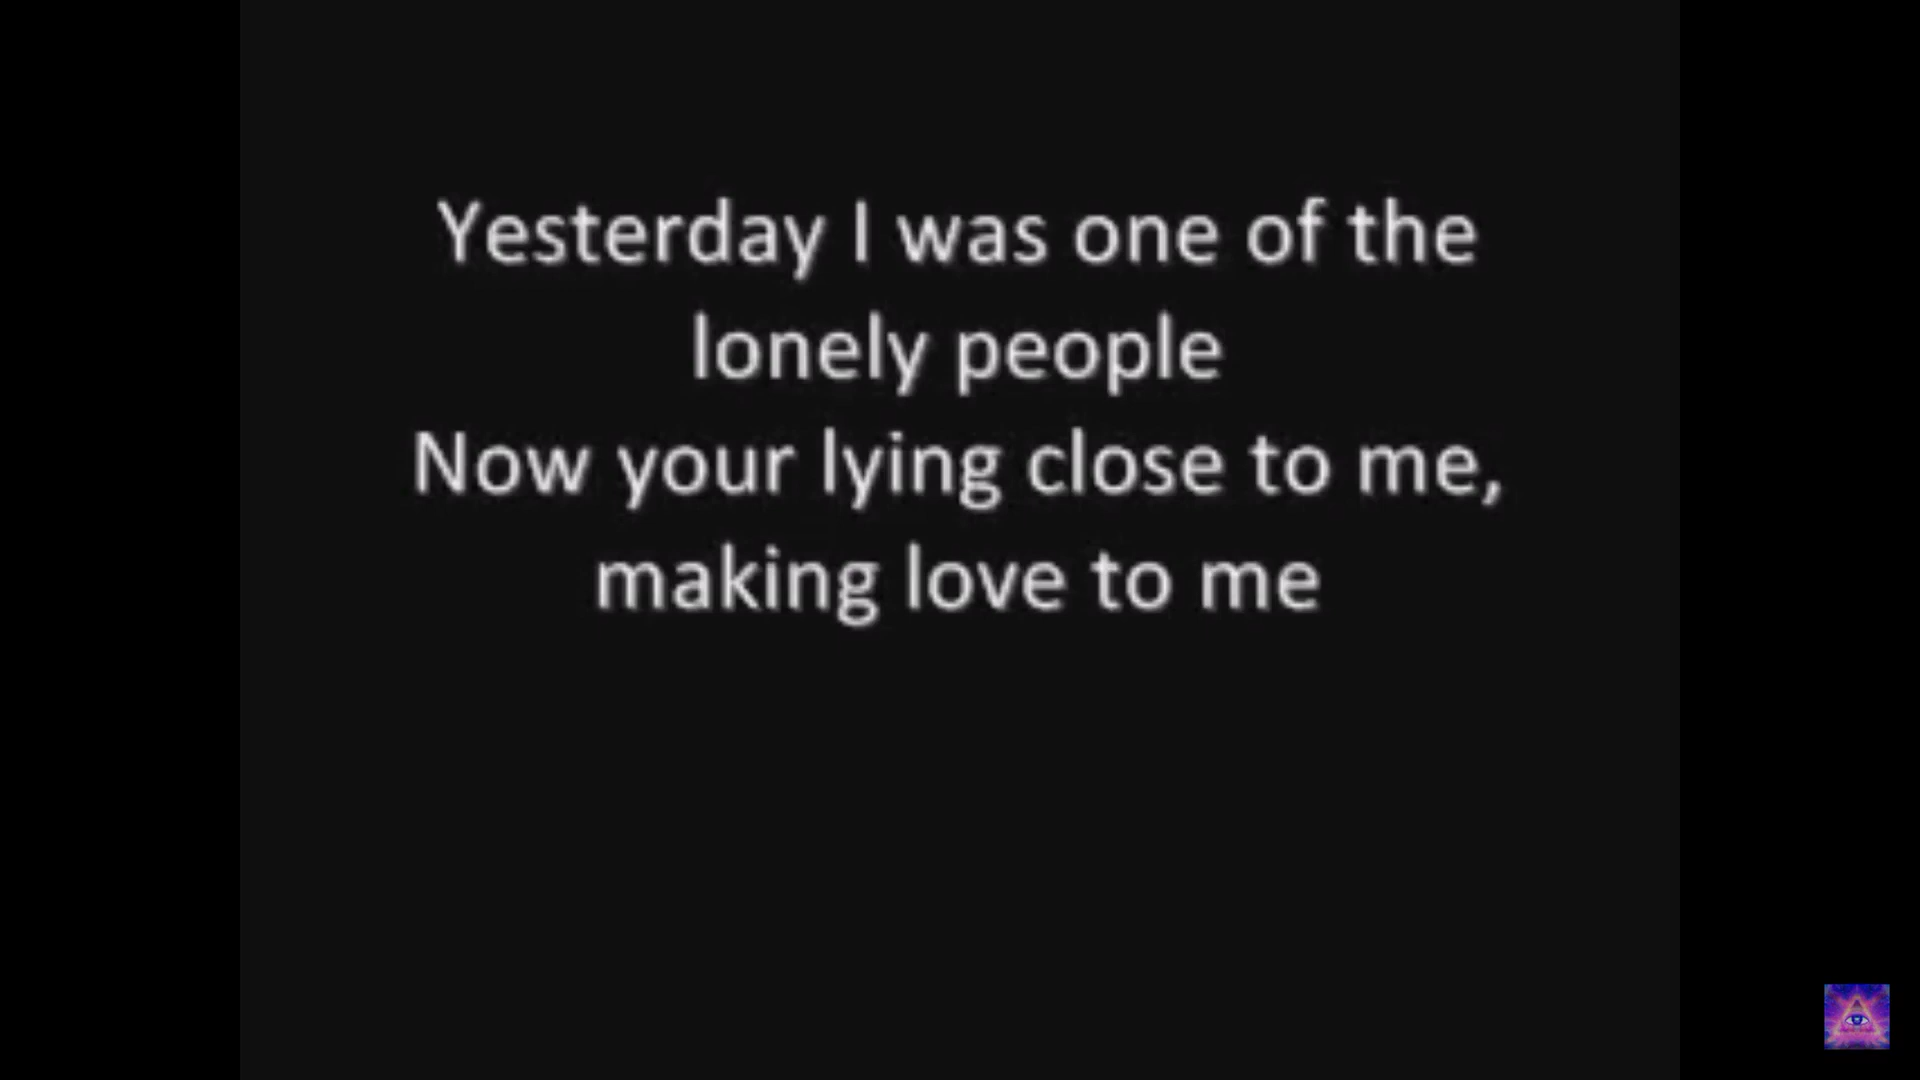 Yesterday I was one of the
lonely people
Now your lying close to me,
making love to me